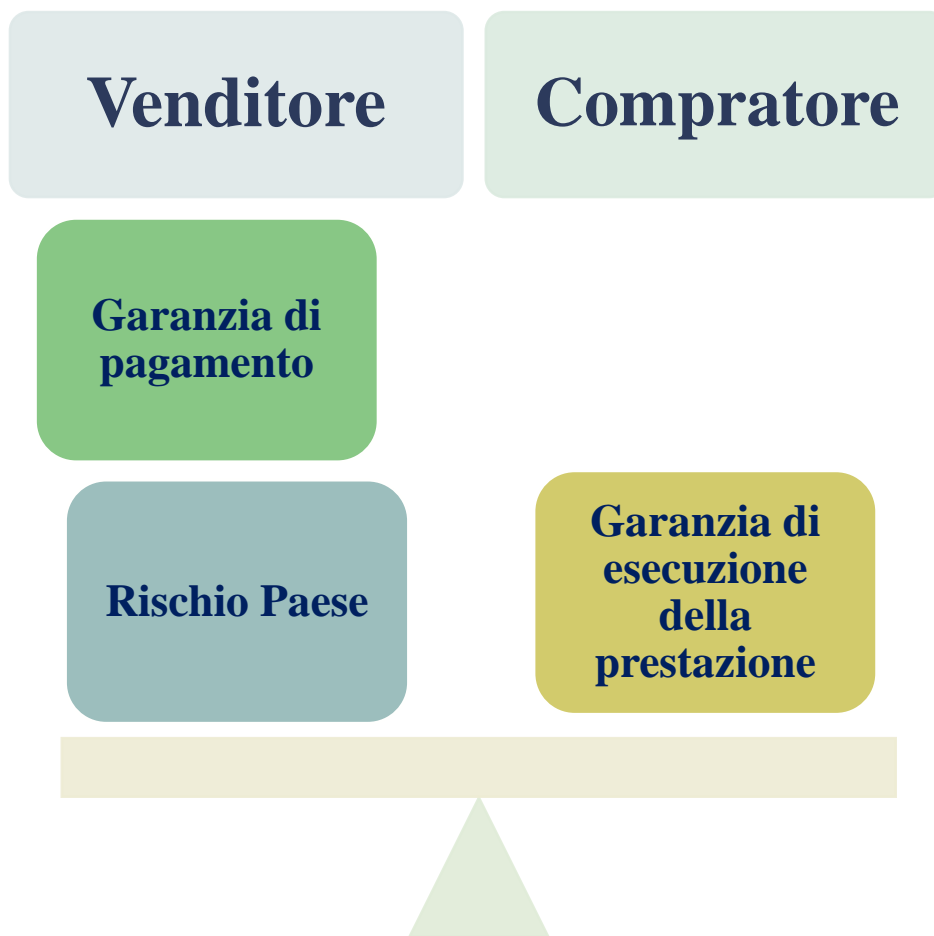 Venditore
Compratore
Garanzia di
pagamento
Rischio Paese
Garanzia di
esecuzione
della
prestazione